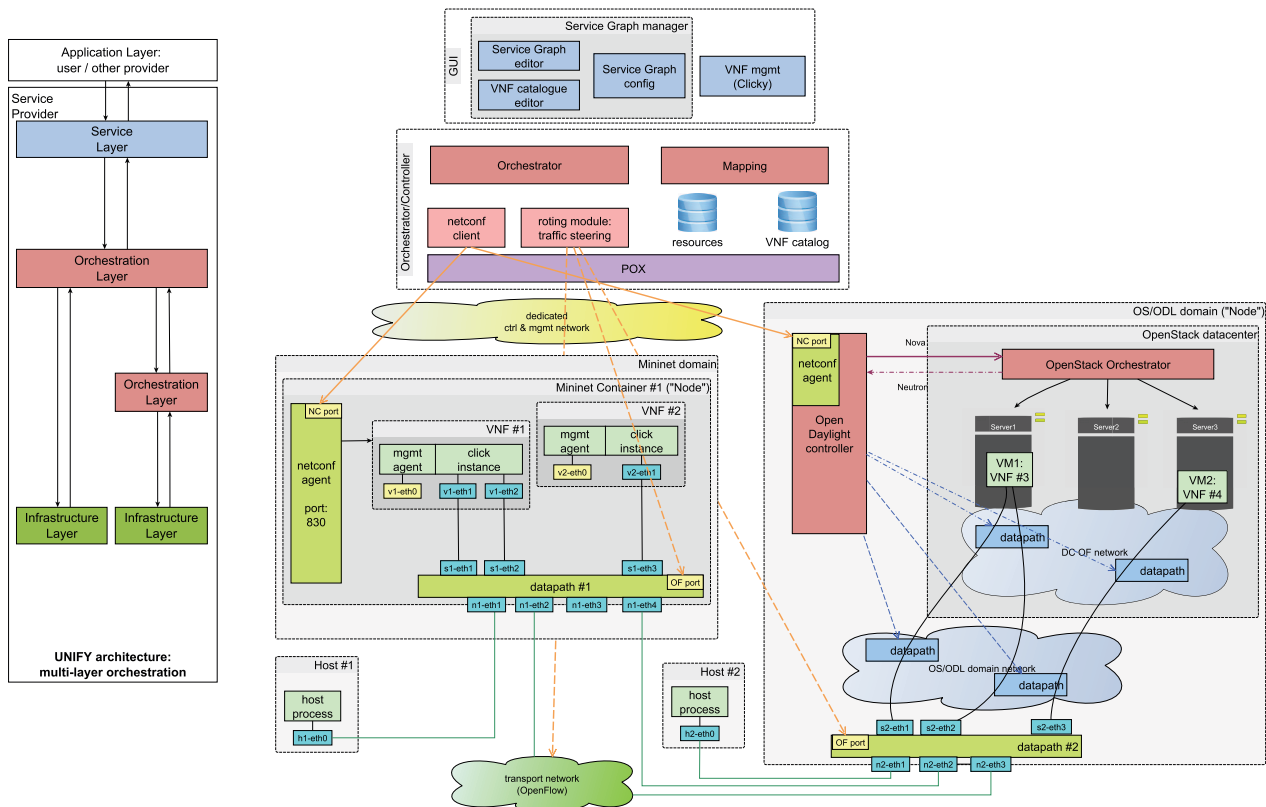 Application Layer:
user / other provider
Service
Provider
Service
Layer
Orchestration
Layer
Orchestration
Layer
Infrastructure
Layer
Infrastructure
Layer
UNIFY architecture:
multi-layer orchestration
GUI
Service Graph manager
Service Graph
editor
VNF catalogue
editor
Service Graph
config
VNF mgmt
(Clicky)
Orchestrator/Controller
Orchestrator
Mapping
netconf
client
roting module:
traffic steering
resources
VNF catalog
POX
dedicated
ctrl & mgmt network
Mininet domain
Mininet Container #1 ("Node")
NC port
netconf
agent
port:
830
VNF #1
mgmt
agent
click
instance
v1-eth0
v1-eth1
v1-eth2
VNF #2
mgmt
agent
click
instance
v2-eth0
v2-eth1
s1-eth1
s1-eth2
s1-eth3
datapath #1
OF port
n1-eth1
n1-eth2
n1-eth3
n1-eth4
Host #1
host
process
h1-eth0
Host #2
host
process
h2-eth0
transport network
(OpenFlow)
OS/ODL domain ("Node")
NC port
netconf
agent
Open
Daylight
controller
Nova
Neutron
OpenStack datacenter
OpenStack Orchestrator
Server1
Server2
Server3
VM1:
VNF #3
VM2:
VNF #4
datapath
DC OF network
datapath
datapath
OS/ODL domain network
datapath
s2-eth1
s2-eth2
s2-eth3
OF port
datapath #2
n2-eth1
n2-eth2
n2-eth3